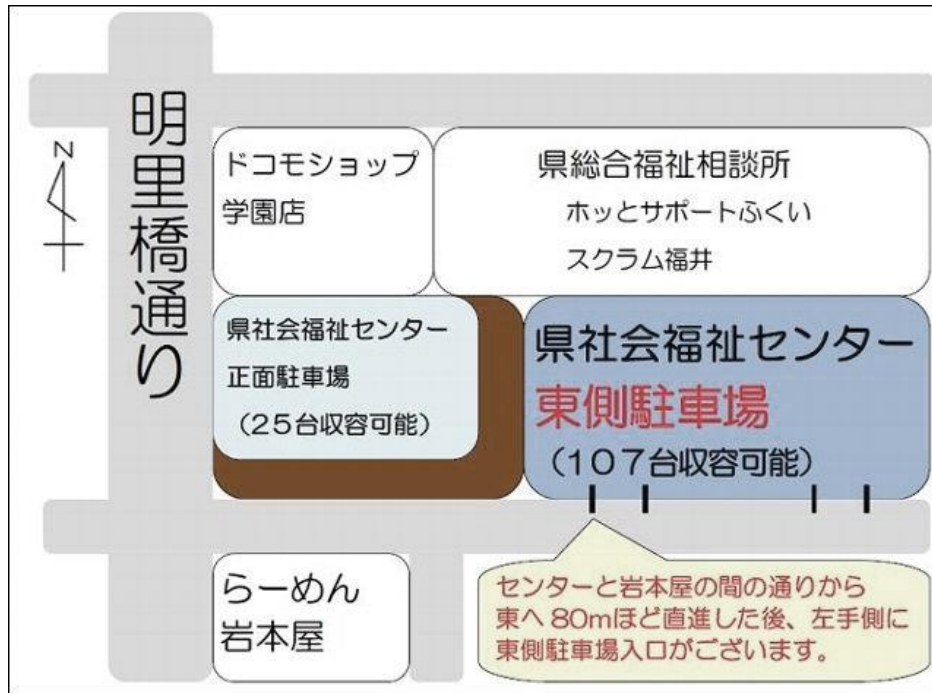 明里橋通り
N
ドコモショップ
学園店
県総合福祉相談所
ホッとサポートふくい
スクラム福井
県社会福祉センター
正面駐車場
（25台収容可能）
県社会福祉センター
東側駐車場
（107台収容可能）
らーめん
岩本屋
センターと岩本屋の間の通りから
東へ80mほど直進した後、左手側に
東側駐車場入口がございます。